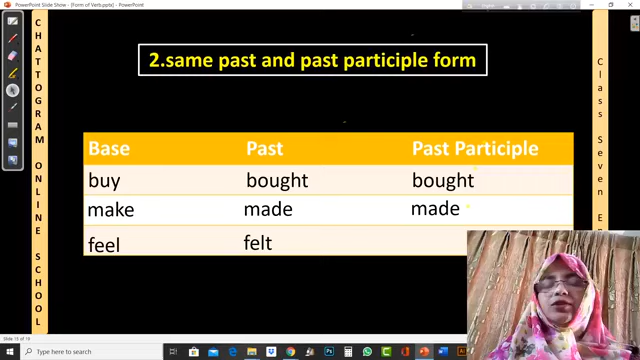 PowerPoint Slide Show - [Form of Verb.pptx] - PowerPoint
CHATTOGRAM ONLINE SCHOOL
2.same past and past participle form
Base Past Past Participle
buy bought bought
make made made
feel felt
Class Seven En
Slide 15 of 19
Type here to search